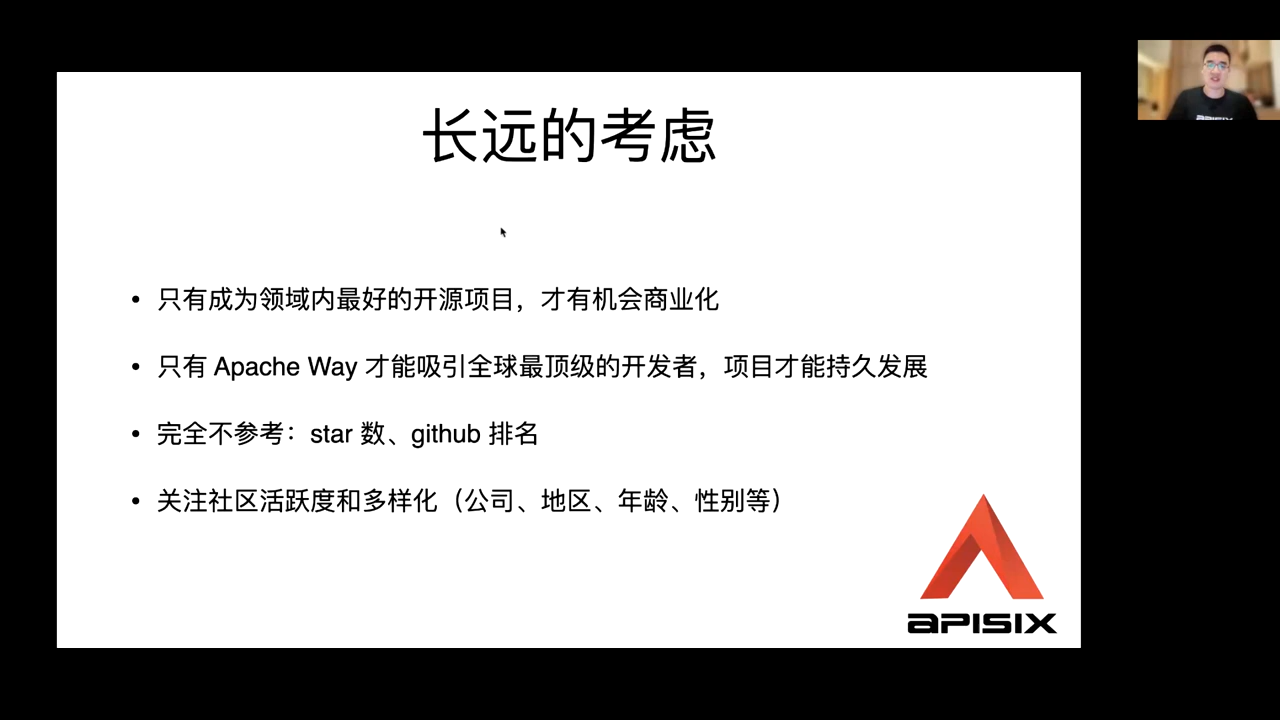 长远的考虑
• 只有成为领域内最好的开源项目，才有机会商业化
• 只有 Apache Way 才能吸引全球最顶级的开发者，项目才能持久发展
• 完全不参考：star 数、github 排名
• 关注社区活跃度和多样化（公司、地区、年龄、性别等）
APISIX
APISIX